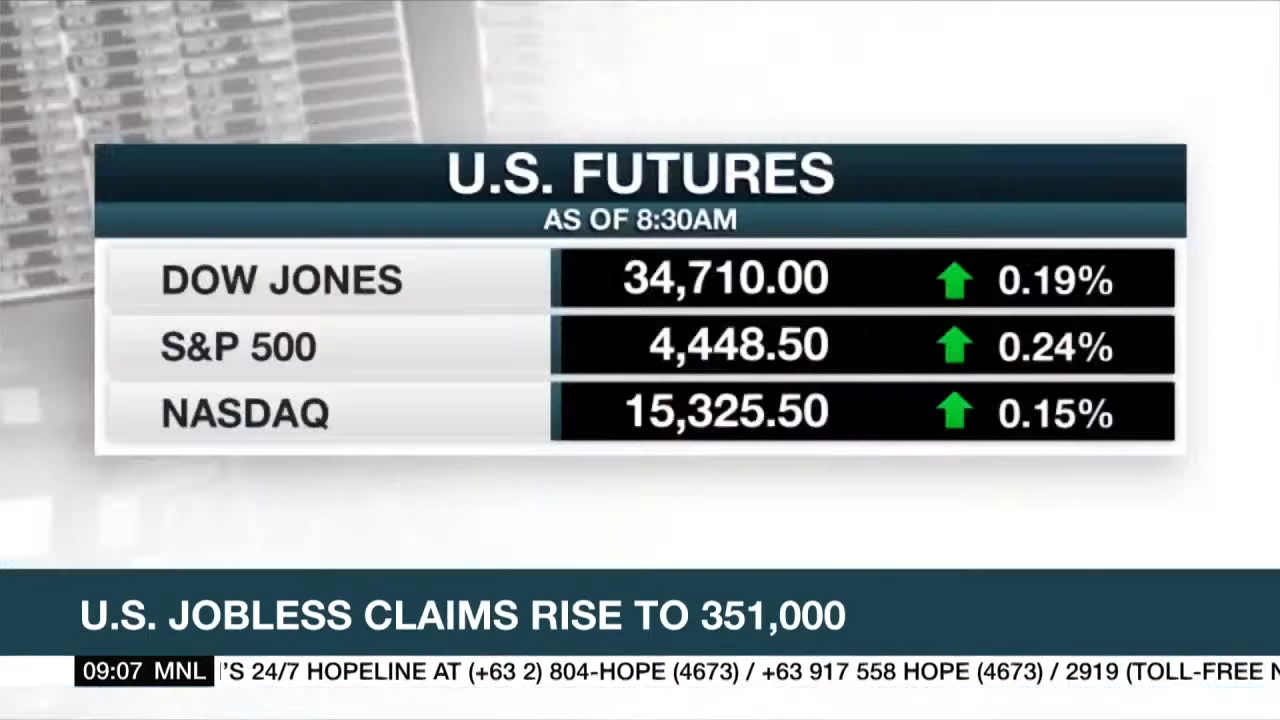 U.S. FUTURES
AS OF 8:30AM
DOW JONES 34,710.00 0.19%
S&P 500 4,448.50 0.24%
NASDAQ 15,325.50 0.15%
U.S. JOBLESS CLAIMS RISE TO 351,000
09:07 MNL 'S 24/7 HOPELINE AT (+63 2) 804-HOPE (4673) / +63 917 558 HOPE (4673) / 2919 (TOLL-FREE